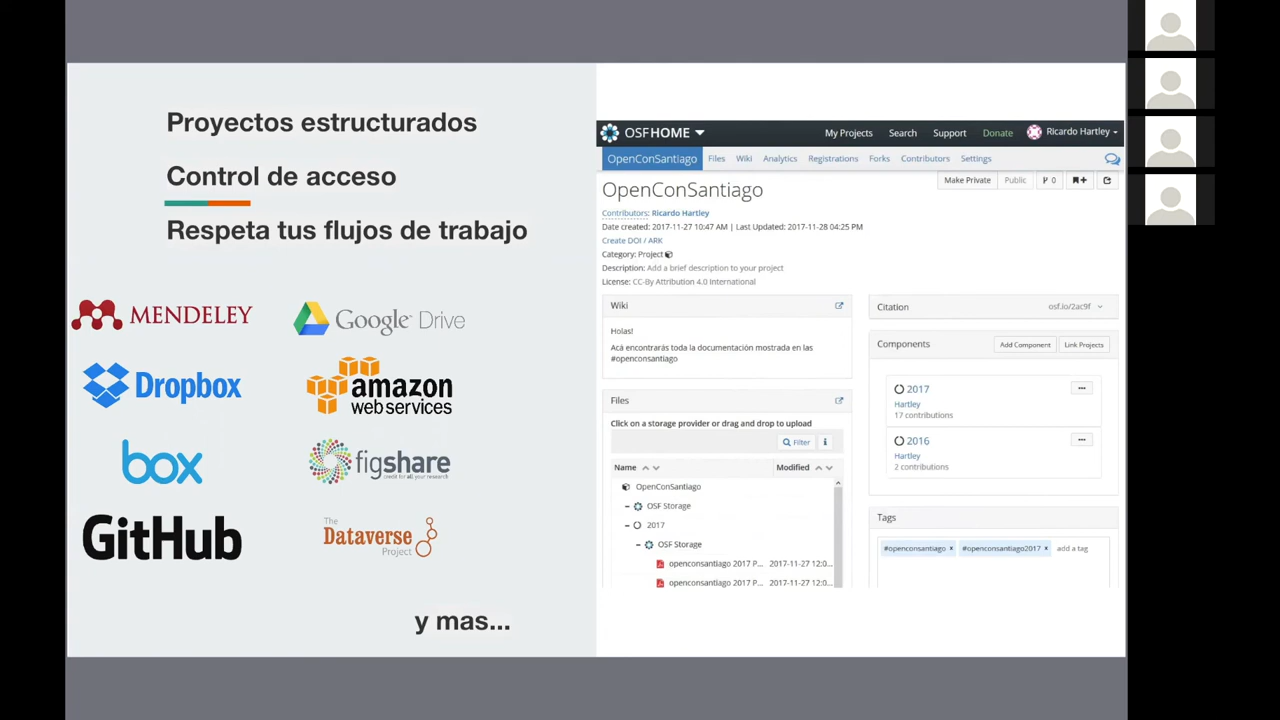 Proyectos estructurados
Control de acceso
Respeta tus flujos de trabajo
MENDELEY
Google Drive
Dropbox
amazon
web services
box
figshare
credit for all your research
GitHub
The
Dataverse
Project
y mas...
OSFHOME
My Projects Search Support Donate Ricardo Hartley
OpenConSantiago Files Wiki Analytics Registrations Forks Contributors Settings
Make Private Public 0
OpenConSantiago
Contributors: Ricardo Hartley
Date created: 2017-11-27 10:47 AM | Last Updated: 2017-11-28 04:25 PM
Create DOI / ARK
Category: Project
Description: Add a brief description to your project
License: CC-By Attribution 4.0 International
Wiki
Holas!
Acá encontrarás toda la documentación mostrada en las
#openconsantiago
Files
Click on a storage provider or drag and drop to upload
Filter i
Name Modified
OpenConSantiago
OSF Storage
2017
OSF Storage
openconsantiago 2017 P... 2017-11-27 12:0...
openconsantiago 2017 P... 2017-11-27 12:0...
Citation osf.io/2ac9f
Components Add Component Link Projects
2017
Hartley
17 contributions
2016
Hartley
2 contributions
Tags
#openconsantiago x #openconsantiago2017 x add a tag